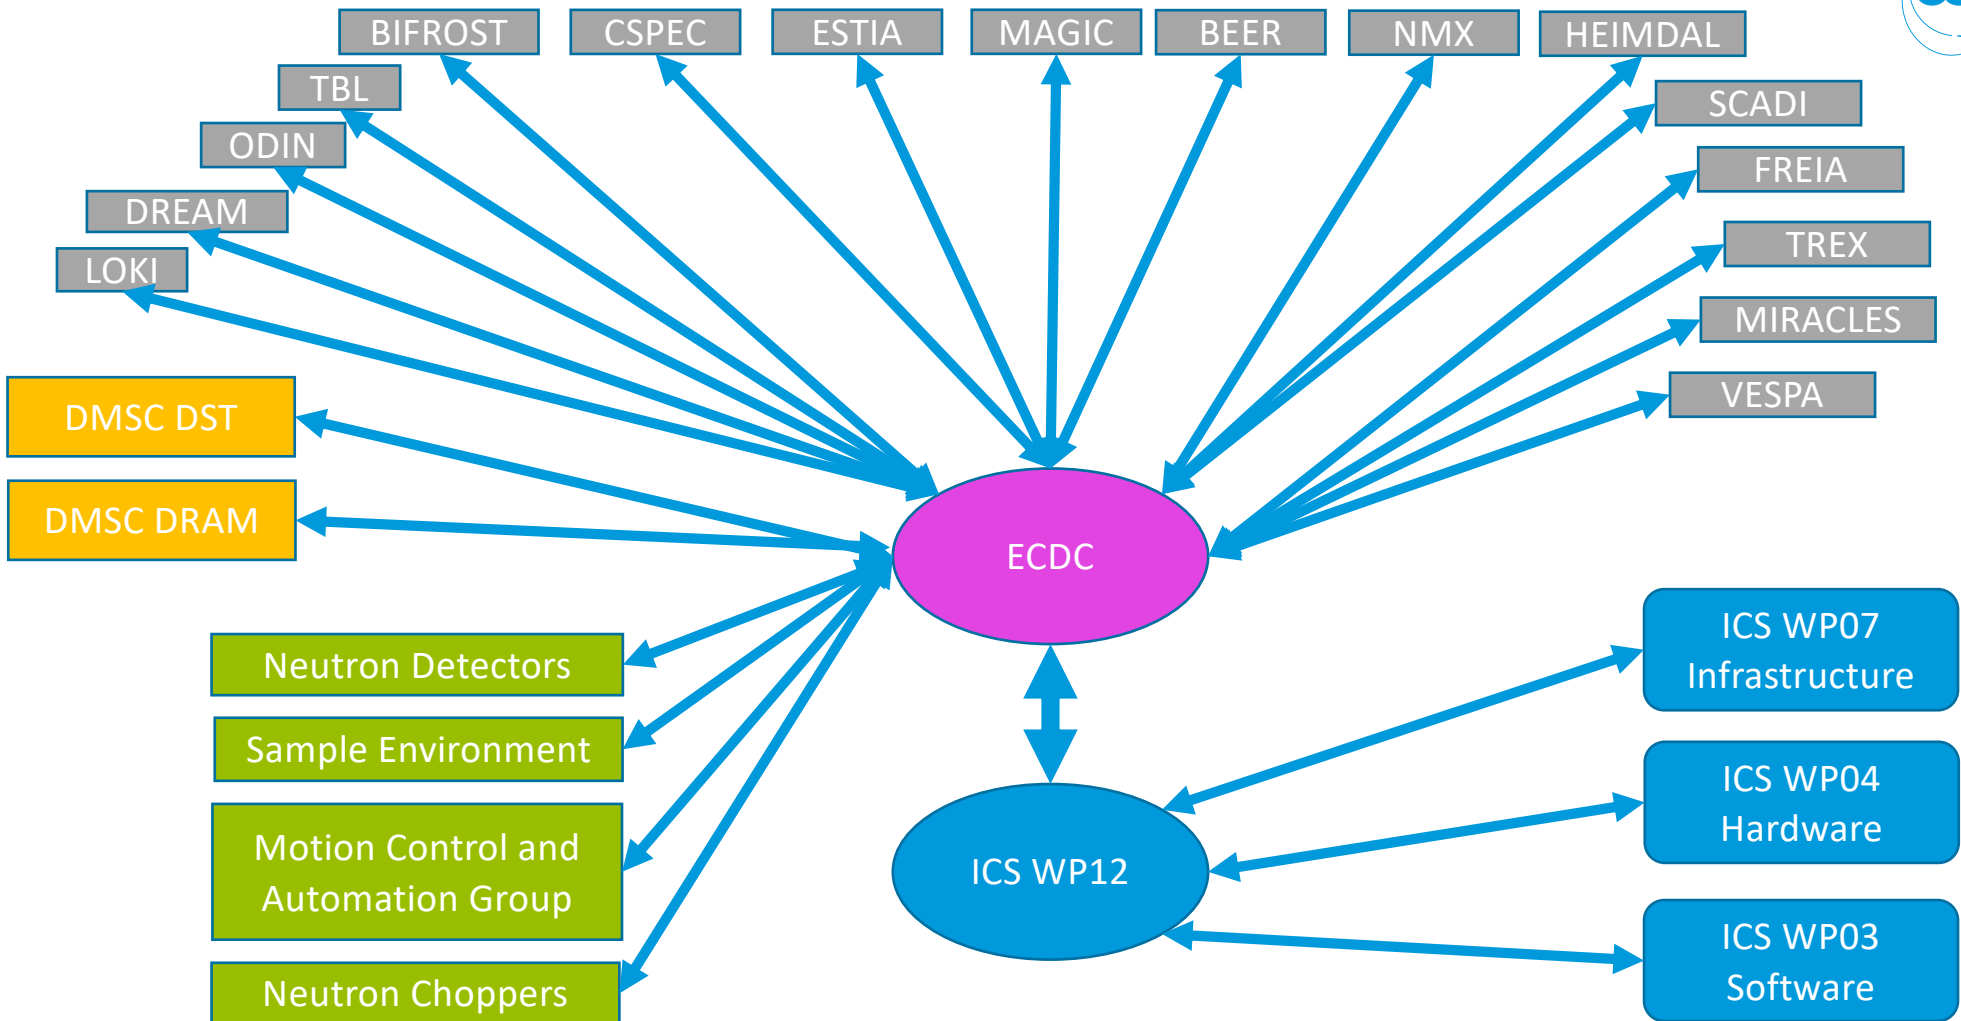 BIFROST
CSPEC
ESTIA
MAGIC
BEER
NMX
HEIMDAL
TBL
SCADI
ODIN
FREIA
DREAM
TREX
LOKI
MIRACLES
VESPA
DMSC DST
DMSC DRAM
ECDC
Neutron Detectors
Sample Environment
Motion Control and
Automation Group
Neutron Choppers
ICS WP12
ICS WP07
Infrastructure
ICS WP04
Hardware
ICS WP03
Software